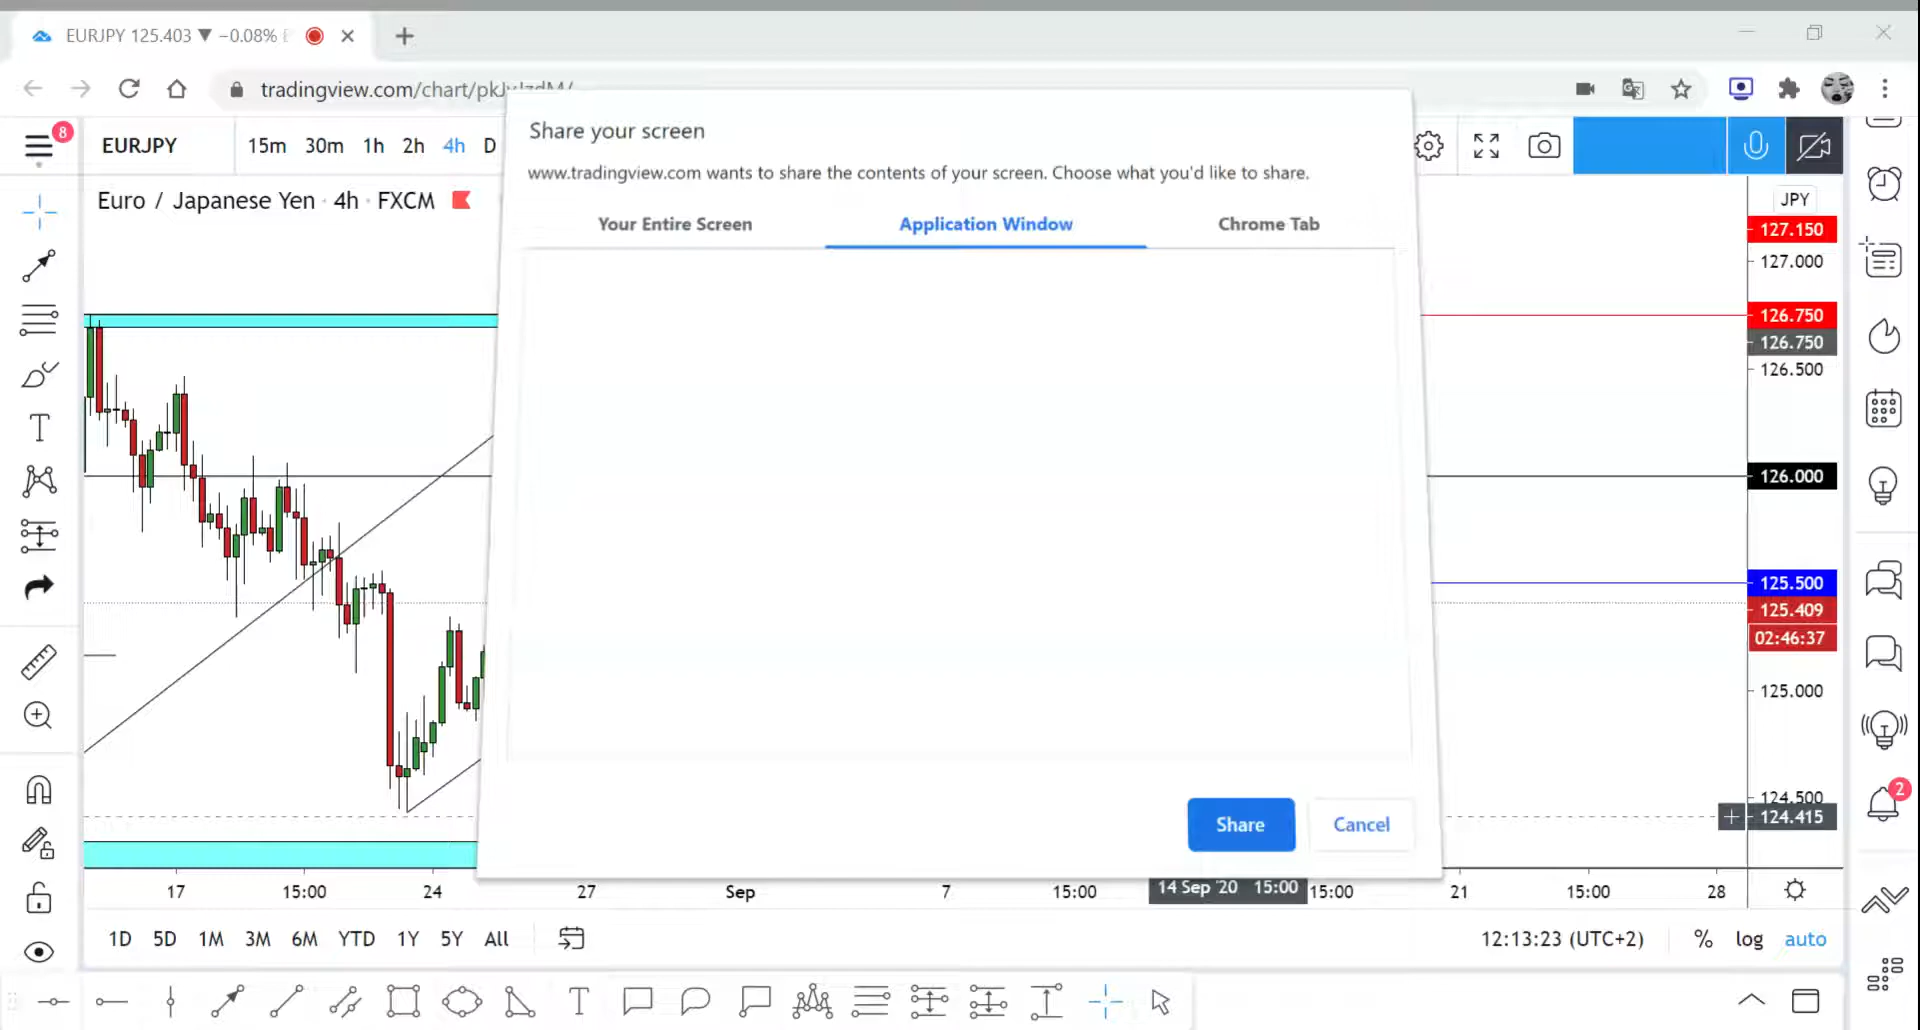 EURJPY 125.403 ▼ −0.08%
tradingview.com/chart/
Share your screen
www.tradingview.com wants to share the contents of your screen. Choose what you'd like to share.
Your Entire Screen Application Window Chrome Tab
8
EURJPY 15m 30m 1h 2h 4h D
Euro / Japanese Yen · 4h · FXCM
JPY
127.150
127.000
126.750
126.750
126.500
126.000
125.500
125.409
02:46:37
125.000
124.500
124.415
2
Share Cancel
17 15:00 24 27 Sep 7 15:00 14 Sep '20 15:00 15:00 21 15:00 28
1D 5D 1M 3M 6M YTD 1Y 5Y All
12:13:23 (UTC+2) % log auto